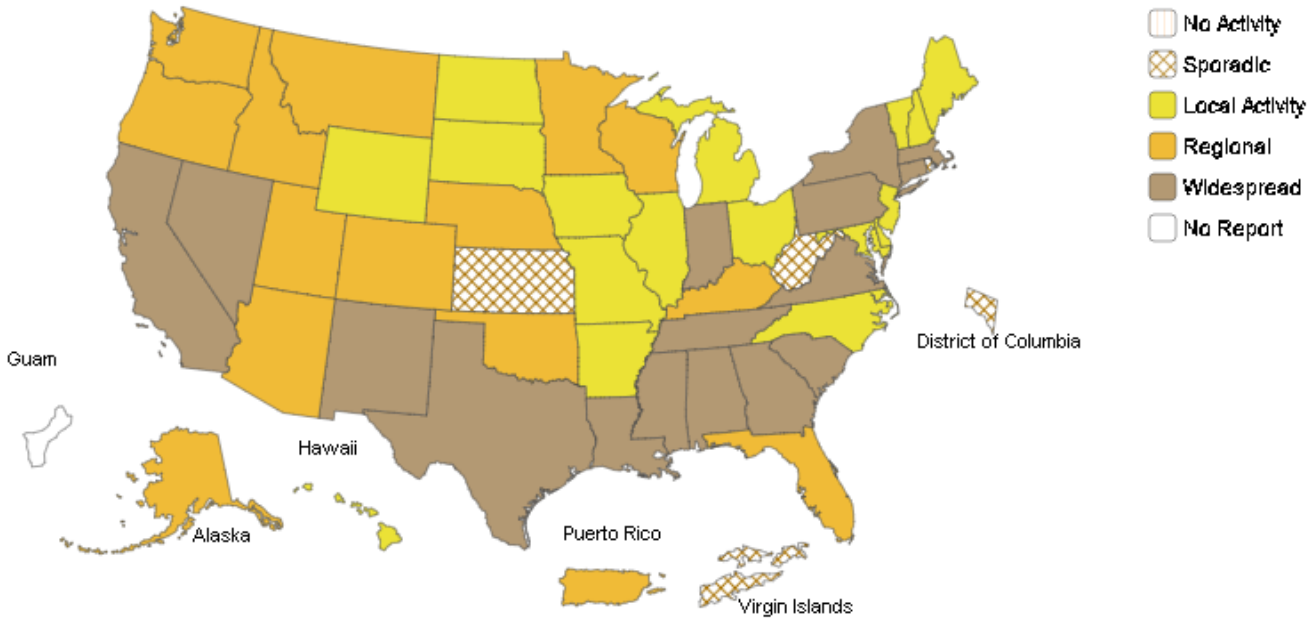 No Activity
Sporadic
Local Activity
Regional
Widespread
No Report
District of Columbia
Guam
Hawaii
Alaska
Puerto Rico
Virgin Islands